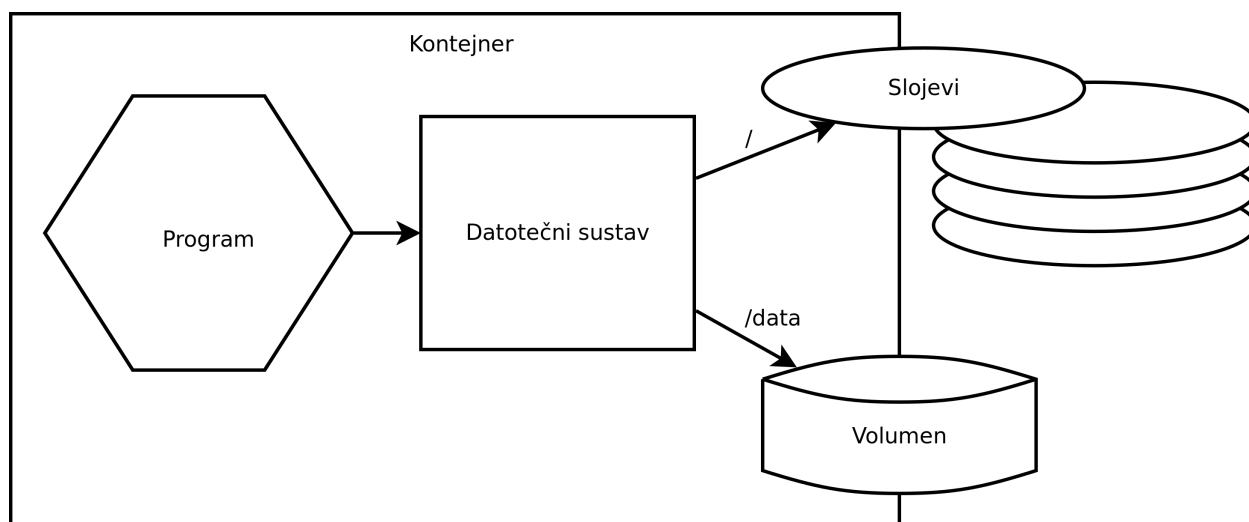 Kontejner
Slojevi
/
Program
Datotečni sustav
/data
Volumen